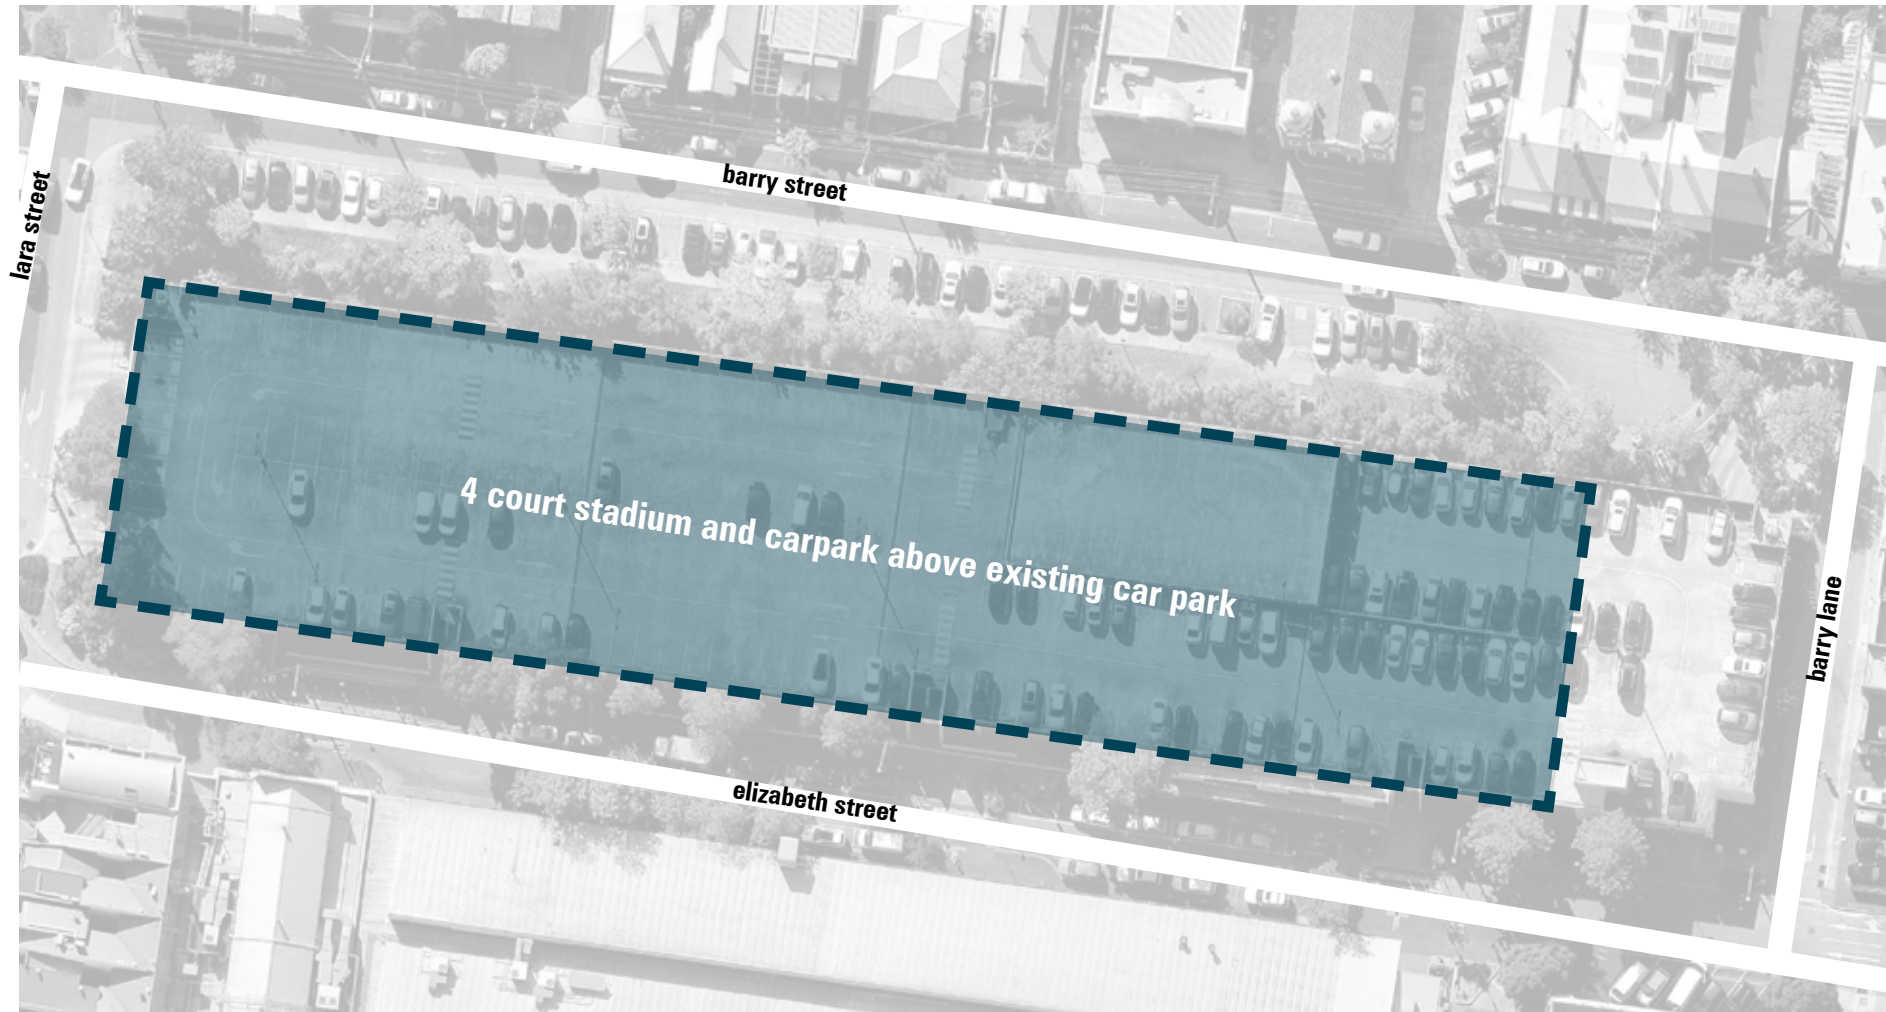 barry street
lara street
4 court stadium and carpark above existing car park
barry lane
elizabeth street